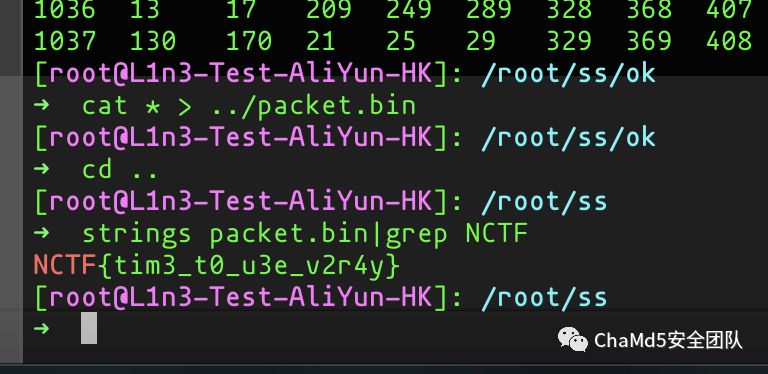 1036 13 17 209 249 289 328 368 407
1037 130 170 21 25 29 329 369 408
[root@L1n3-Test-AliYun-HK]: /root/ss/ok
→ cat * > ../packet.bin
[root@L1n3-Test-AliYun-HK]: /root/ss/ok
→ cd ..
[root@L1n3-Test-AliYun-HK]: /root/ss
→ strings packet.bin|grep NCTF
NCTF{tim3_t0_u3e_v2r4y}
[root@L1n3-Test-AliYun-HK]: /root/ss
→
ChaMd5安全团队